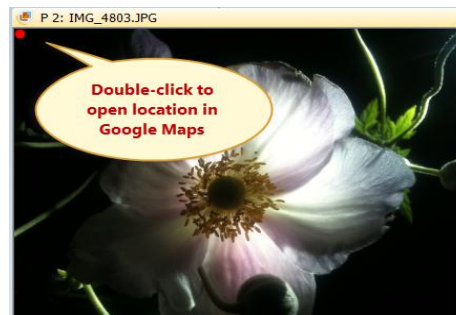 P 2: IMG_4803.JPG
Double-click to
open location in
Google Maps